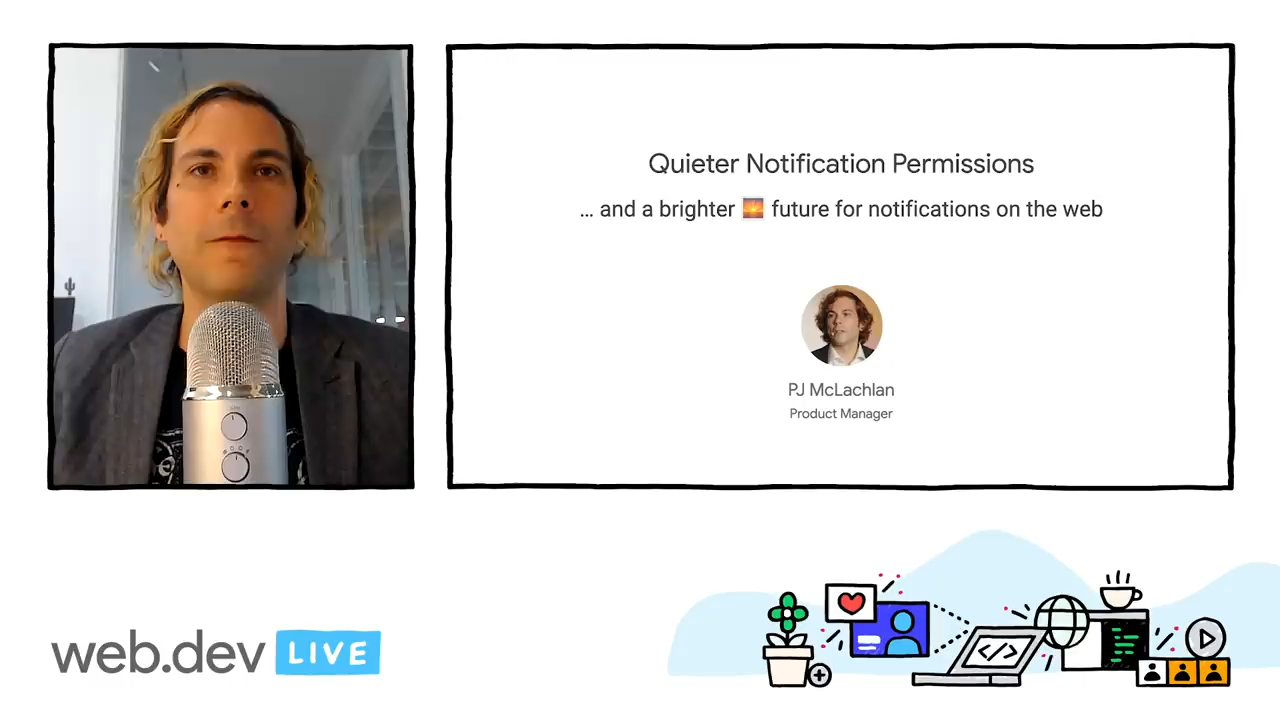 Quieter Notification Permissions
... and a brighter 🌅 future for notifications on the web
PJ McLachlan
Product Manager
web.dev LIVE